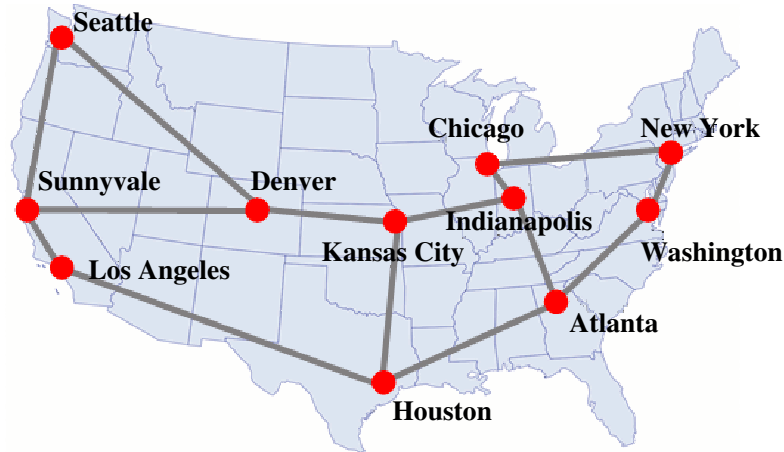 Seattle
Chicago
New York
Sunnyvale
Denver
Indianapolis
Kansas City
Washington
Los Angeles
Atlanta
Houston